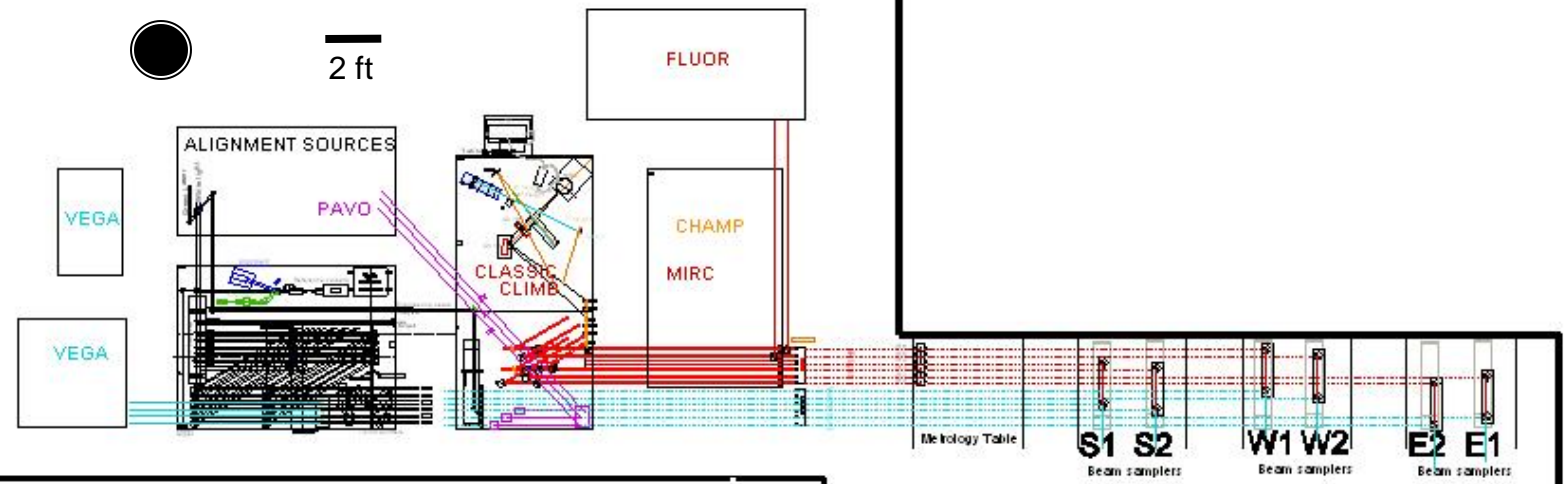 2 ft
FLUOR
ALIGNMENT SOURCES
VEGA
PAVO
CHAMP
MIRC
CLASSIC
CLIMB
VEGA
Metrology Table
S1 S2
Beam samplers
W1 W2
Beam samplers
E2 E1
Beam samplers